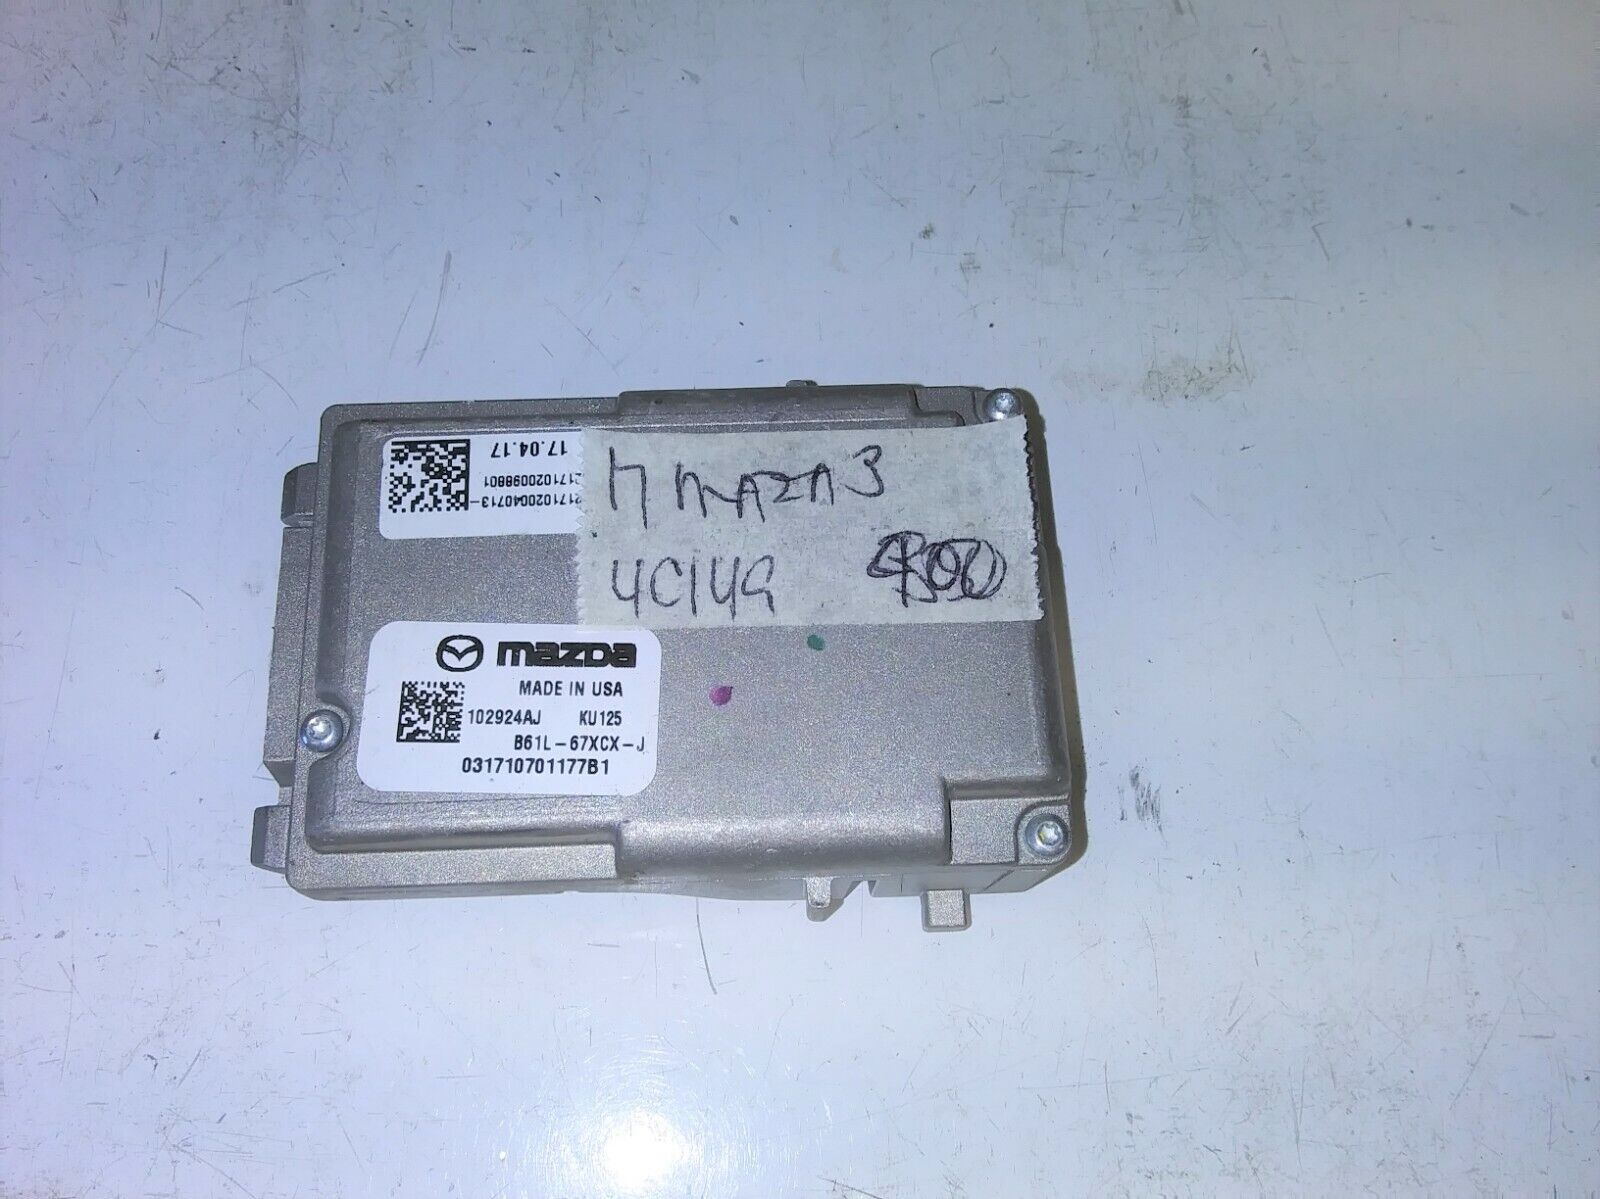 17.04.17
2171020098801
2171020040713-
17 MAZDA 3
4C149
mazda
MADE IN USA
102924AJ KU125
B61L-67XCX-J
031710701177B1